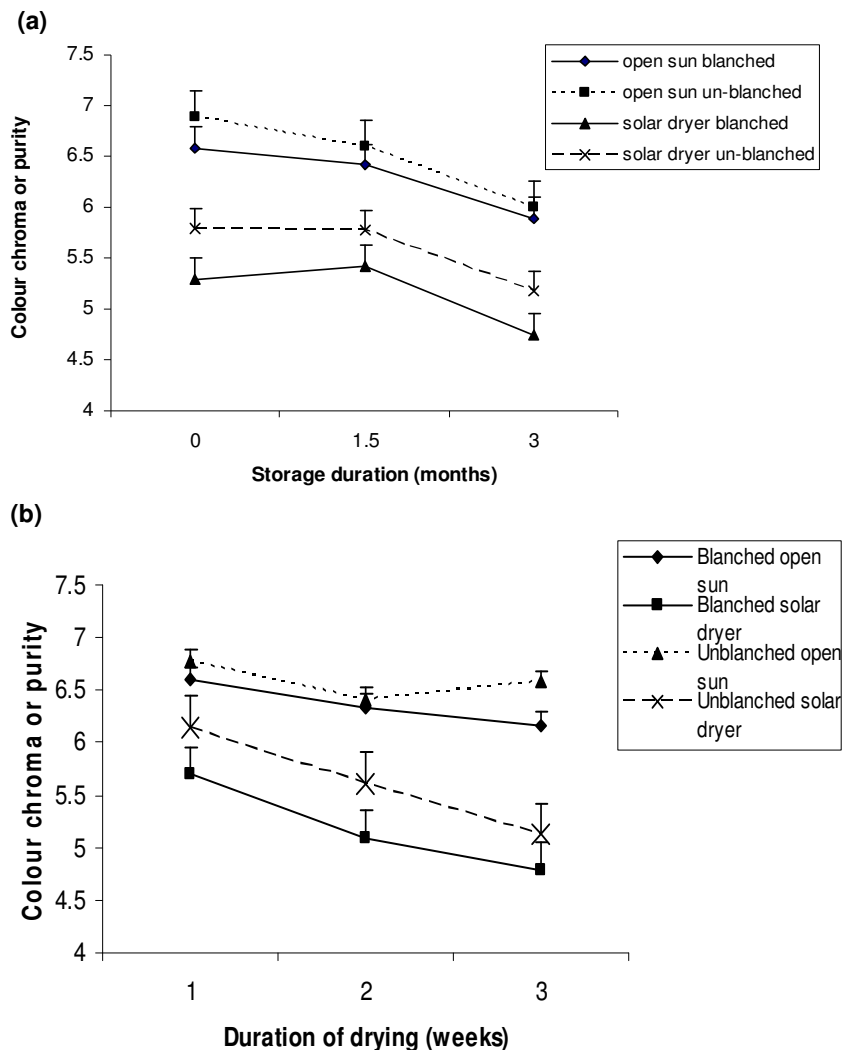 (a)
7.5
7
6.5
6
5.5
5
4.5
4
Colour chroma or purity
0
1.5
3
Storage duration (months)
open sun blanched
open sun un-blanched
solar dryer blanched
solar dryer un-blanched
(b)
7.5
7
6.5
6
5.5
5
4.5
4
Colour chroma or purity
1
2
3
Duration of drying (weeks)
Blanched open
sun
Blanched solar
dryer
Unblanched open
sun
Unblanched solar
dryer